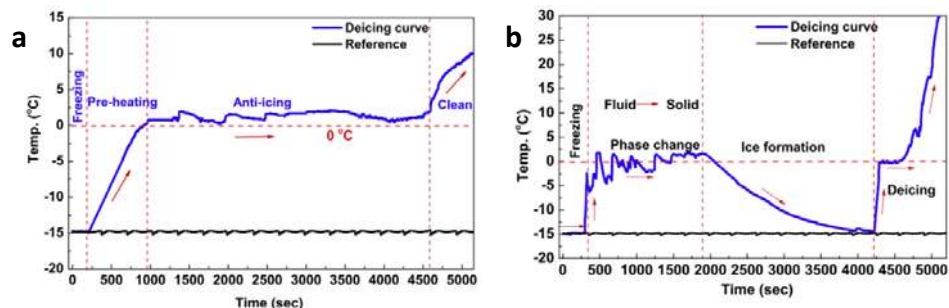 a
Deicing curve
Reference
Freezing
Pre-heating
Anti-icing
Clean
0 °C
Temp. (°C)
15
10
5
0
-5
-10
-15
-20
0 500 1000 1500 2000 2500 3000 3500 4000 4500 5000
Time (sec)
b
Deicing curve
Reference
Freezing
Fluid Solid
Phase change
Ice formation
Deicing
Temp. (°C)
30
25
20
15
10
5
0
-5
-10
-15
-20
0 500 1000 1500 2000 2500 3000 3500 4000 4500 5000
Time (sec)